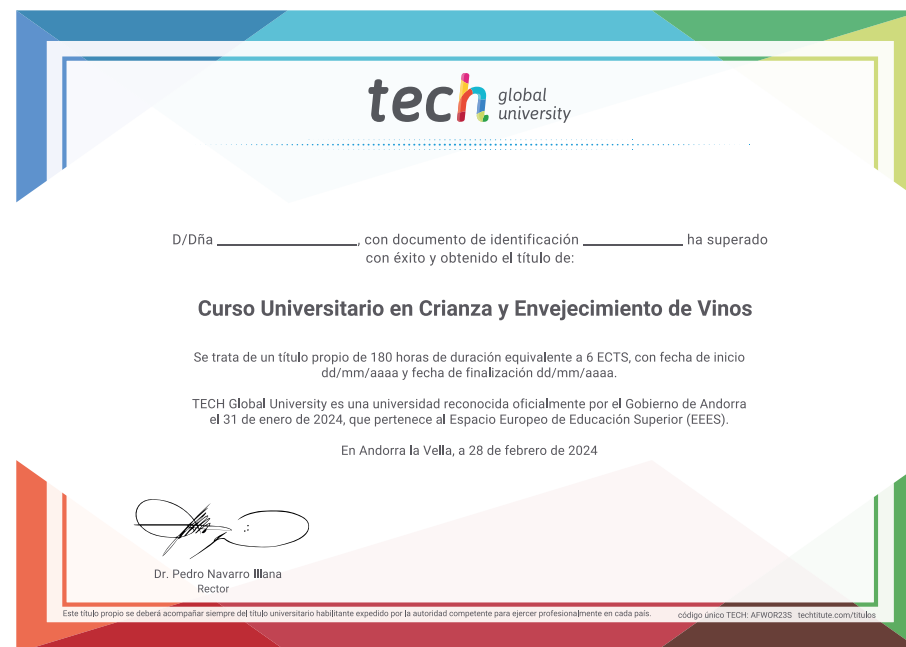 tech global university
D/Dña ______________, con documento de identificación __________ ha superado
con éxito y obtenido el título de:
Curso Universitario en Crianza y Envejecimiento de Vinos
Se trata de un título propio de 180 horas de duración equivalente a 6 ECTS, con fecha de inicio
dd/mm/aaaa y fecha de finalización dd/mm/aaaa.
TECH Global University es una universidad reconocida oficialmente por el Gobierno de Andorra
el 31 de enero de 2024, que pertenece al Espacio Europeo de Educación Superior (EEES).
En Andorra la Vella, a 28 de febrero de 2024
Dr. Pedro Navarro Illana
Rector
Este título propio se deberá acompañar siempre del título universitario habilitante expedido por la autoridad competente para ejercer profesionalmente en cada país.
código único TECH: AFWOR23S techtitute.com/titulos